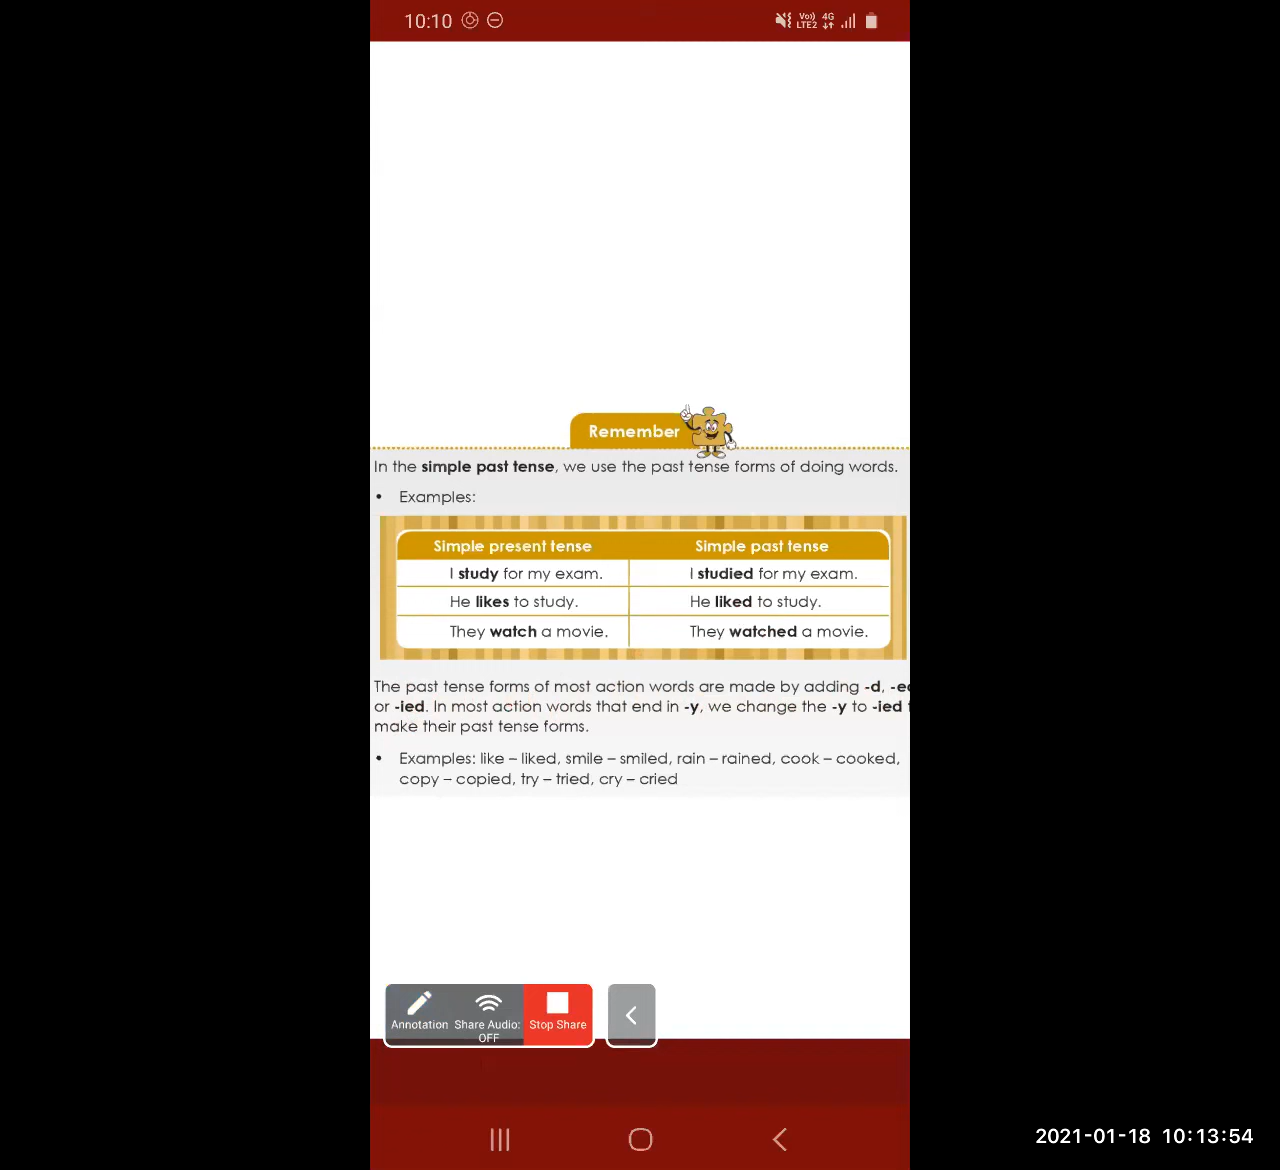 10:10
Vo)) 4G
LTE2
Remember
In the simple past tense, we use the past tense forms of doing words.
• Examples:
Simple present tense Simple past tense
I study for my exam. I studied for my exam.
He likes to study. He liked to study.
They watch a movie. They watched a movie.
The past tense forms of most action words are made by adding -d, -e
or -ied. In most action words that end in -y, we change the -y to -ied
make their past tense forms.
• Examples: like – liked, smile – smiled, rain – rained, cook – cooked,
copy – copied, try – tried, cry – cried
Annotation Share Audio: Stop Share
OFF
2021-01-18 10:13:54